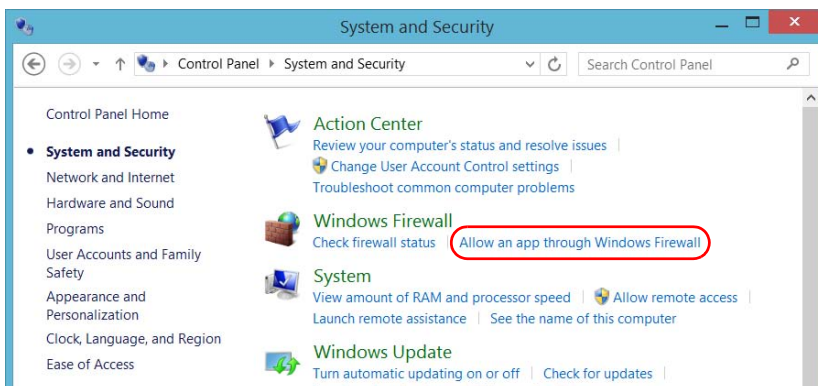 System and Security
Control Panel System and Security
Search Control Panel
Control Panel Home
System and Security
Network and Internet
Hardware and Sound
Programs
User Accounts and Family
Safety
Appearance and
Personalization
Clock, Language, and Region
Ease of Access
Action Center
Review your computer's status and resolve issues
Change User Account Control settings
Troubleshoot common computer problems
Windows Firewall
Check firewall status Allow an app through Windows Firewall
System
View amount of RAM and processor speed Allow remote access
Launch remote assistance See the name of this computer
Windows Update
Turn automatic updating on or off Check for updates